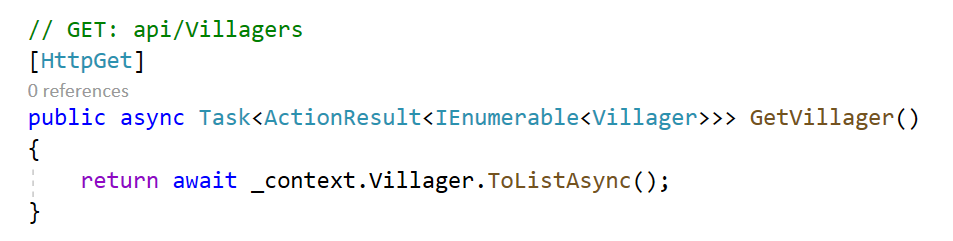 // GET: api/Villagers
[HttpGet]
0 references
public async Task<ActionResult<IEnumerable<Villager>>> GetVillager()
{
    return await _context.Villager.ToListAsync();
}